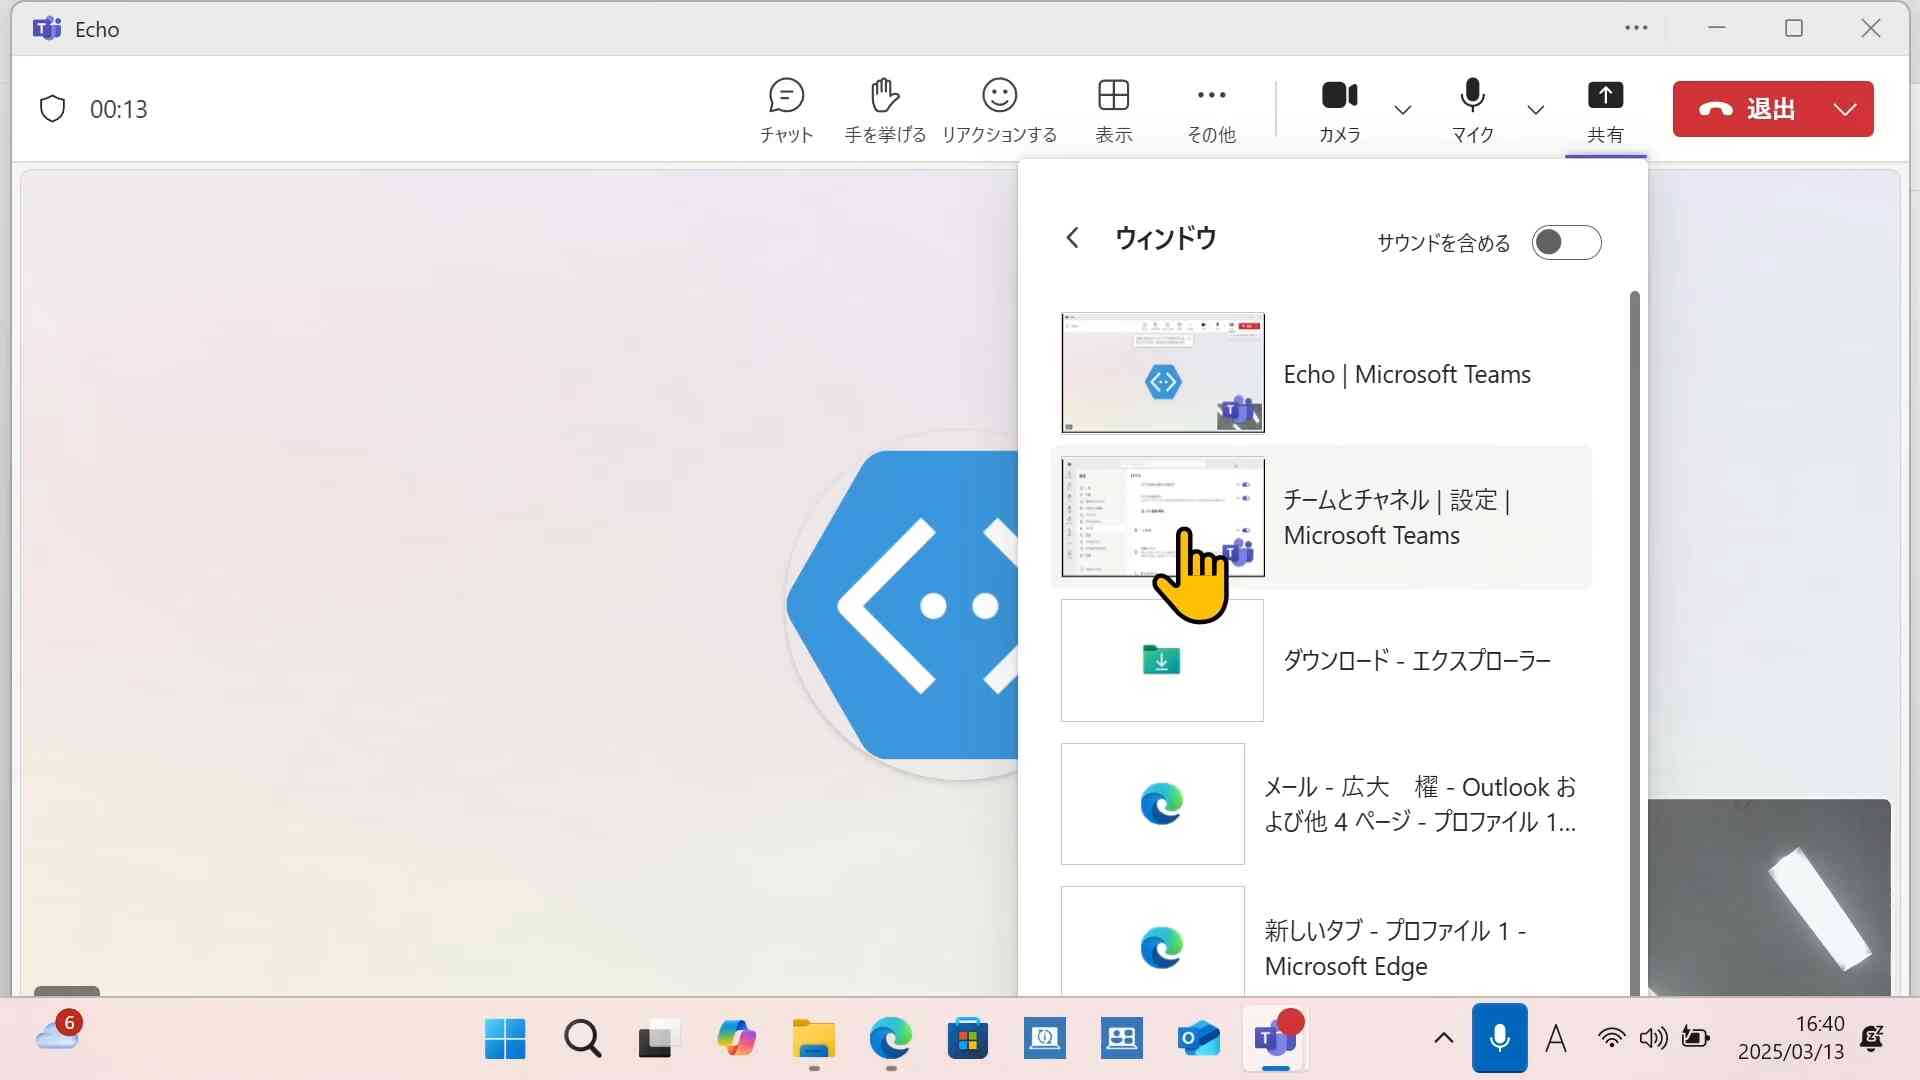 Echo
00:13
チャット
手を挙げる
リアクションする
表示
その他
カメラ
マイク
共有
退出
ウィンドウ
サウンドを含める
Echo | Microsoft Teams
チームとチャネル | 設定 |
Microsoft Teams
ダウンロード - エクスプローラー
メール - 広大　櫂 - Outlook お
よび他 4 ページ - プロファイル 1...
新しいタブ - プロファイル 1 -
Microsoft Edge
6
A
16:40
2025/03/13